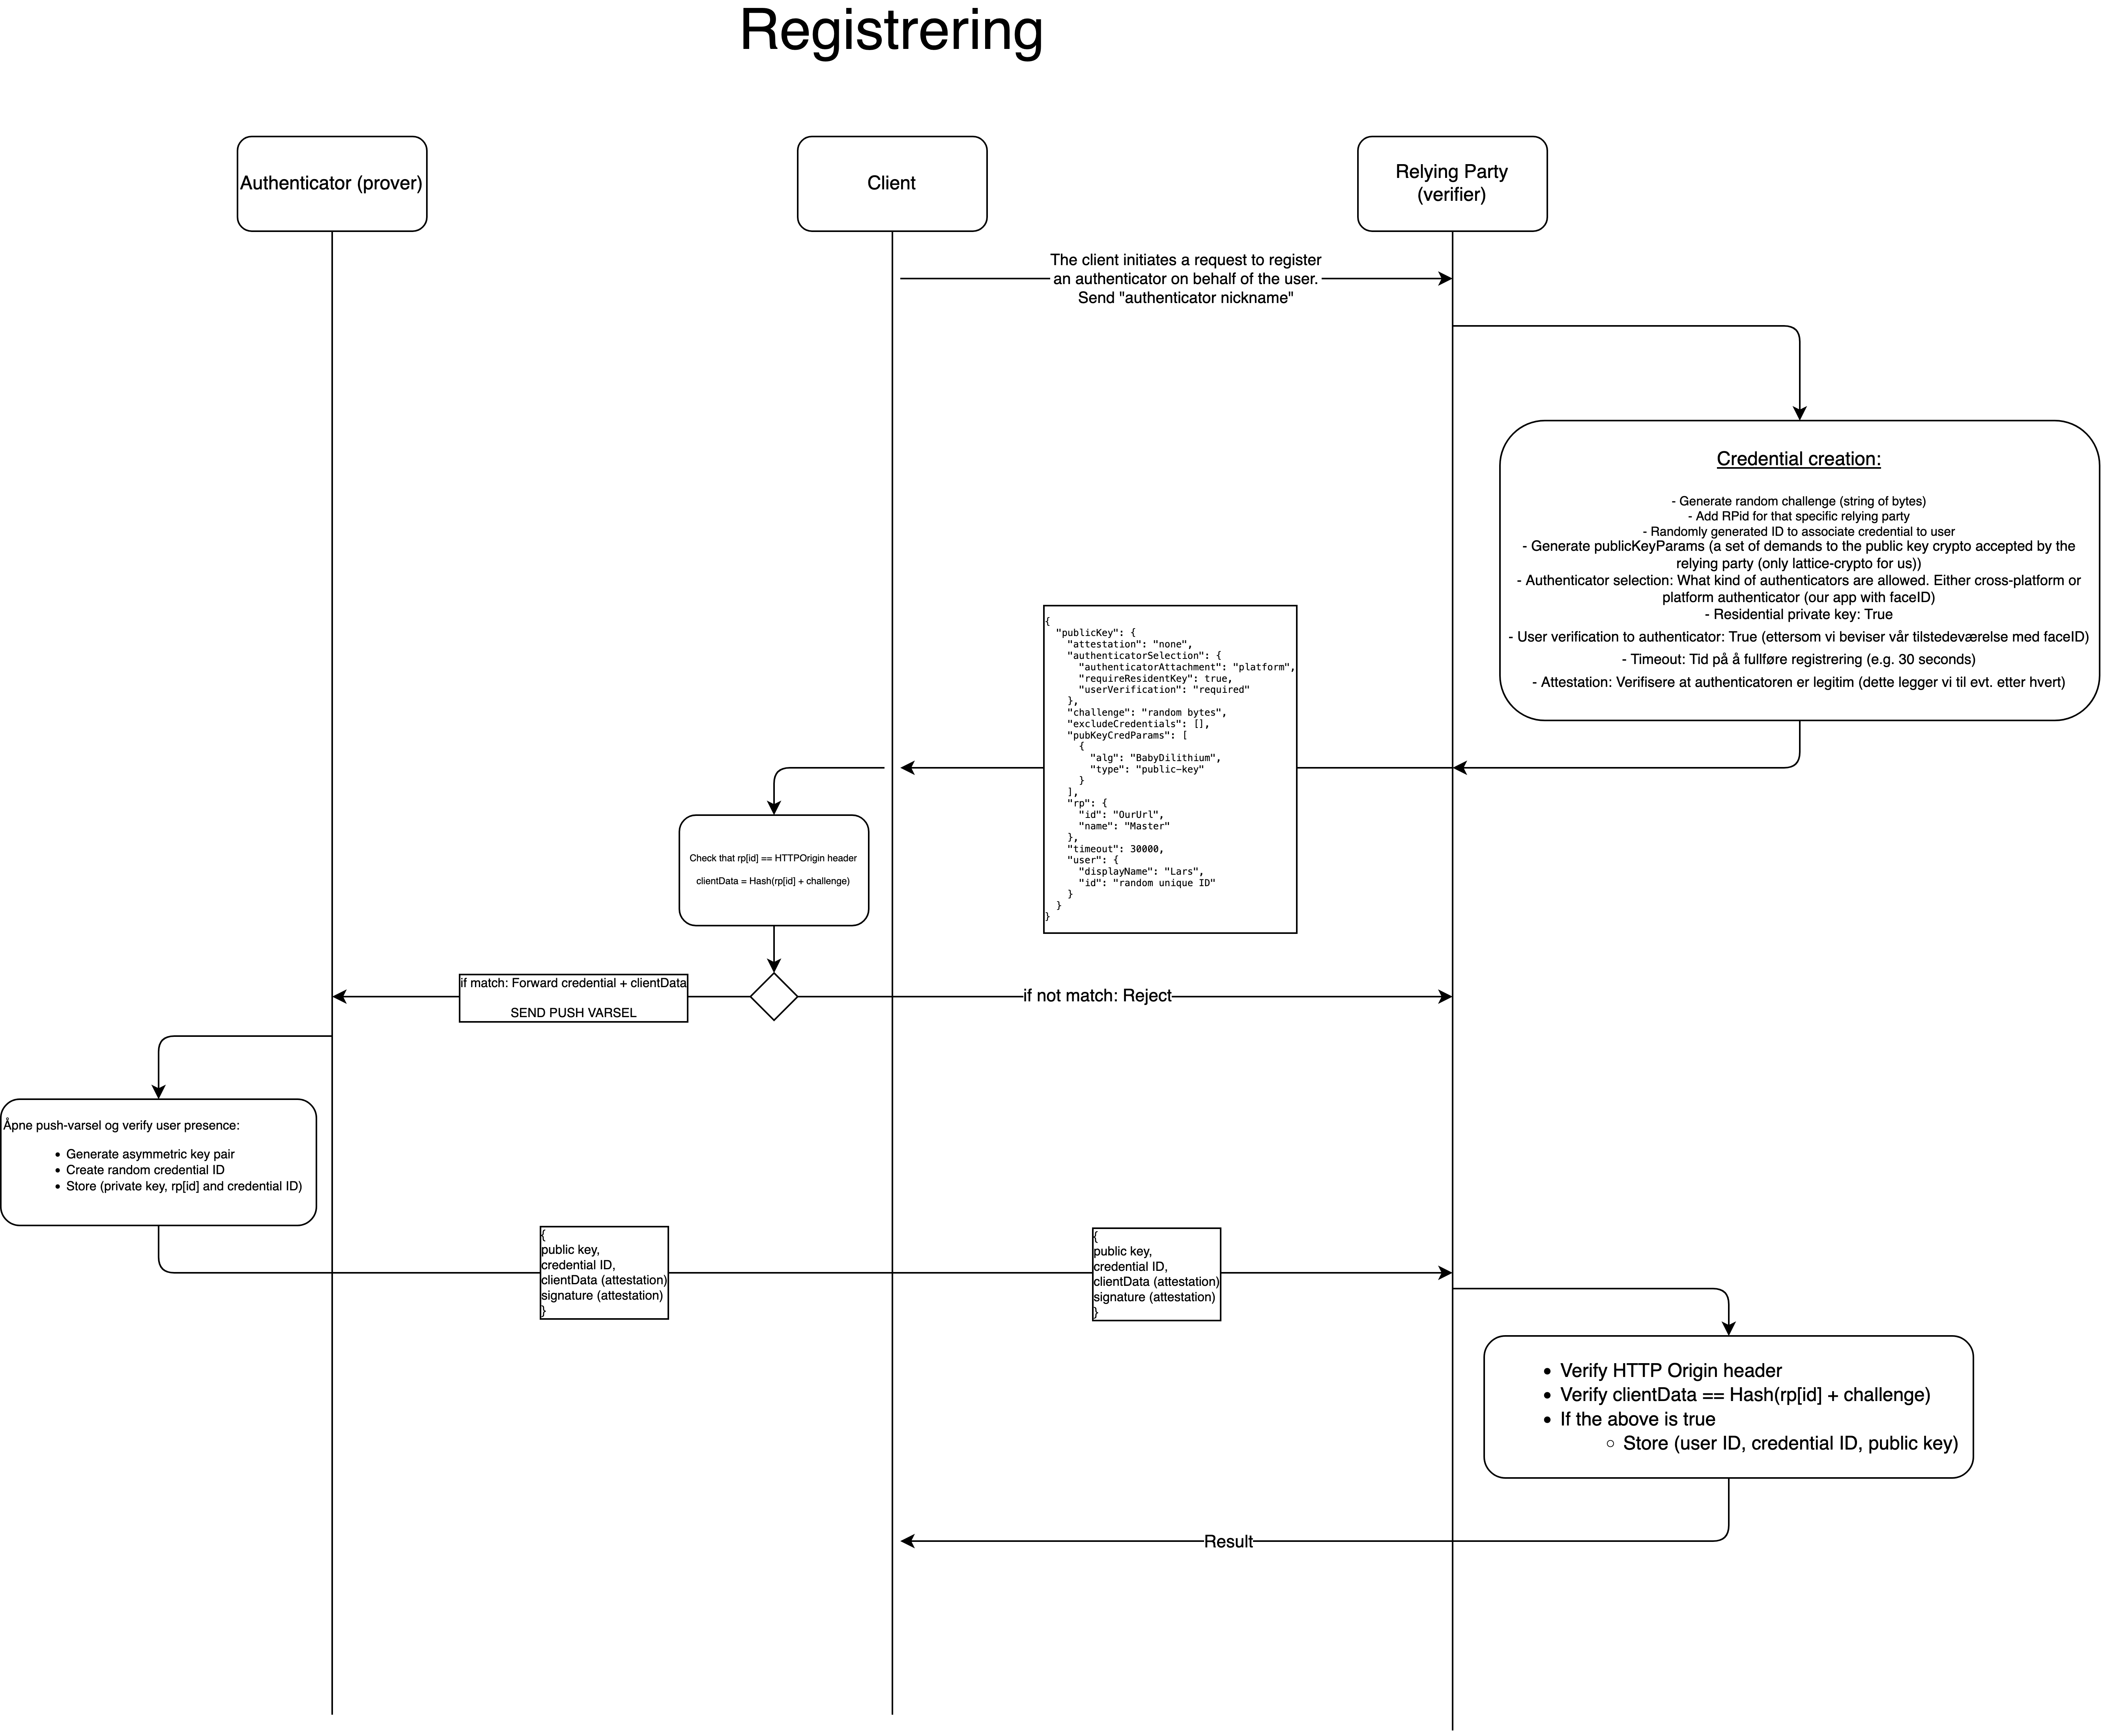 Registrering
Authenticator (prover)
Client
Relying Party
(verifier)
The client initiates a request to register
an authenticator on behalf of the user.
Send "authenticator nickname"
Credential creation:
- Generate random challenge (string of bytes)
- Add RPid for that specific relying party
- Randomly generated ID to associate credential to user
- Generate publicKeyParams (a set of demands to the public key crypto accepted by the
relying party (only lattice-crypto for us))
- Authenticator selection: What kind of authenticators are allowed. Either cross-platform or
platform authenticator (our app with faceID)
- Residential private key: True
- User verification to authenticator: True (ettersom vi beviser vår tilstedeværelse med faceID)
- Timeout: Tid på å fullføre registrering (e.g. 30 seconds)
- Attestation: Verifisere at authenticatoren er legitim (dette legger vi til evt. etter hvert)
{
"publicKey": {
"attestation": "none",
"authenticatorSelection": {
"authenticatorAttachment": "platform",
"requireResidentKey": true,
"userVerification": "required"
},
"challenge": "random bytes",
"excludeCredentials": [],
"pubKeyCredParams": [
{
"alg": "BabyDilithium",
"type": "public-key"
}
],
"rp": {
"id": "OurUrl",
"name": "Master"
},
"timeout": 30000,
"user": {
"displayName": "Lars",
"id": "random unique ID"
}
}
}
Check that rp[id] == HTTPOrigin header
clientData = Hash(rp[id] + challenge)
if match: Forward credential + clientData
SEND PUSH VARSEL
if not match: Reject
Åpne push-varsel og verify user presence:
• Generate asymmetric key pair
• Create random credential ID
• Store (private key, rp[id] and credential ID)
{
public key,
credential ID,
clientData (attestation)
signature (attestation)
}
{
public key,
credential ID,
clientData (attestation)
signature (attestation)
}
• Verify HTTP Origin header
• Verify clientData == Hash(rp[id] + challenge)
• If the above is true
○ Store (user ID, credential ID, public key)
Result